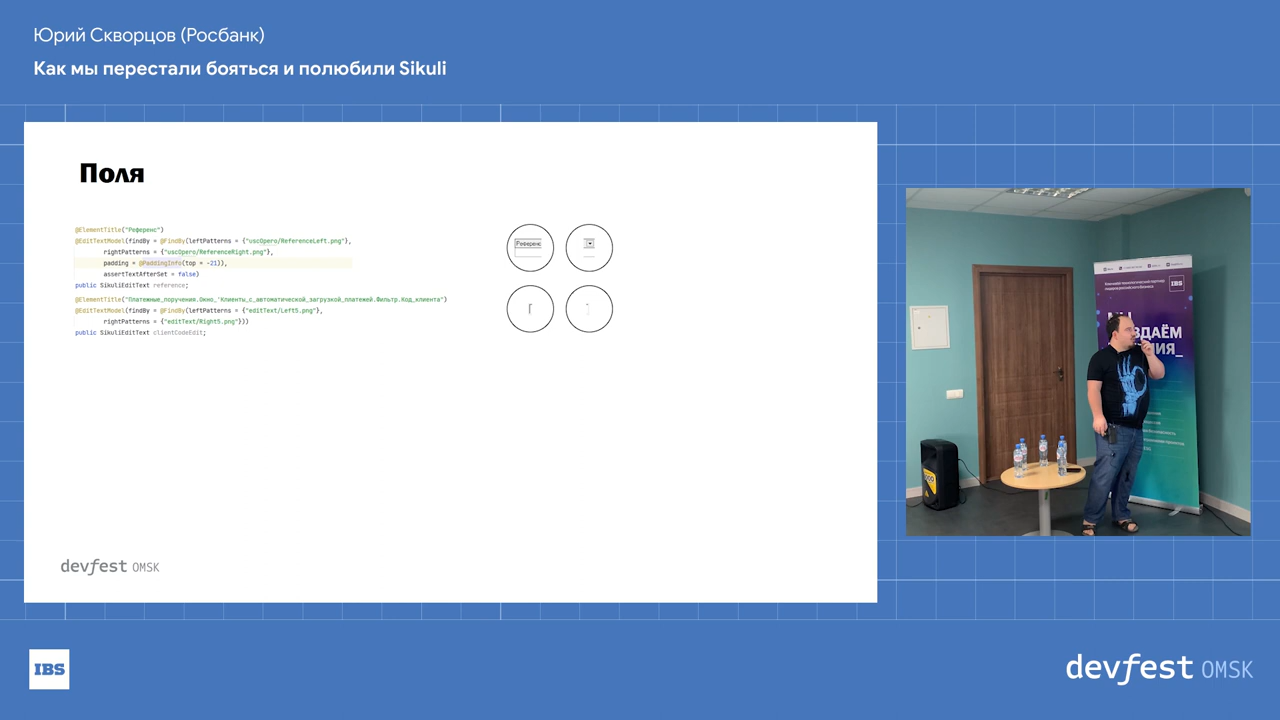 Юрий Скворцов (Росбанк)
Как мы перестали бояться и полюбили Sikuli
Поля
@ElementTitle("Референс")
@EditTextModel(findBy = @FindBy(leftPatterns = {"uscOpero/ReferenceLeft.png"},
rightPatterns = {"uscOpero/ReferenceRight.png"},
padding = @PaddingInfo(top = -21)),
assertTextAfterSet = false)
public SikuliEditText reference;
@ElementTitle("Платежные_поручения.Окно_'Клиенты_с_автоматической_загрузкой_платежей.Фильтр.Код_клиента")
@EditTextModel(findBy = @FindBy(leftPatterns = {"editText/Left5.png"},
rightPatterns = {"editText/Right5.png"}))
public SikuliEditText clientCodeEdit;
Референс
devfest OMSK
IBS
ЗДАЁМ
IBS
devfest OMSK